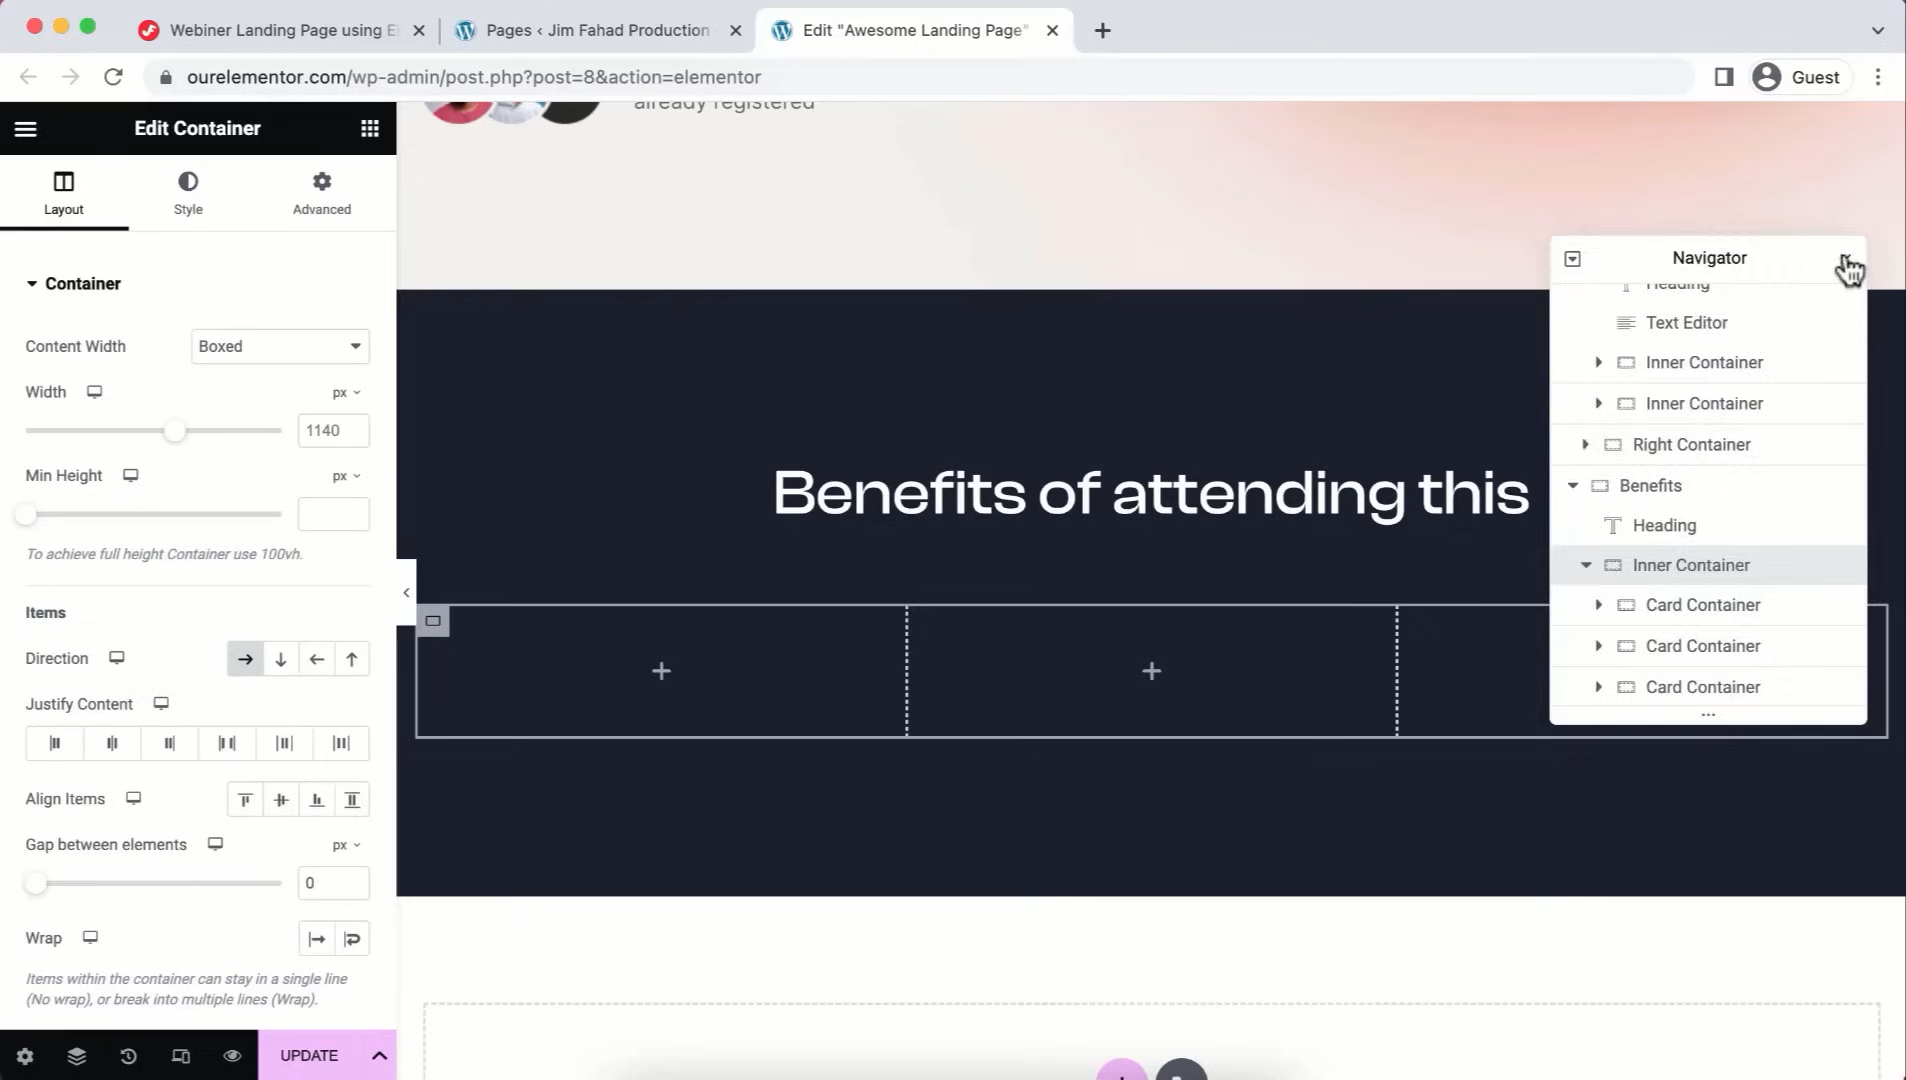 Webiner Landing Page using E
Pages ‹ Jim Fahad Production
Edit "Awesome Landing Page"
ourelementor.com/wp-admin/post.php?post=8&action=elementor
Guest
Edit Container
Layout
Style
Advanced
Container
Content Width
Boxed
Width
px
1140
Min Height
px
To achieve full height Container use 100vh.
Items
Direction
Justify Content
Align Items
Gap between elements
px
0
Wrap
Items within the container can stay in a single line
(No wrap), or break into multiple lines (Wrap).
UPDATE
already registered
Benefits of attending this
Navigator
Heading
Text Editor
Inner Container
Inner Container
Right Container
Benefits
Heading
Inner Container
Card Container
Card Container
Card Container